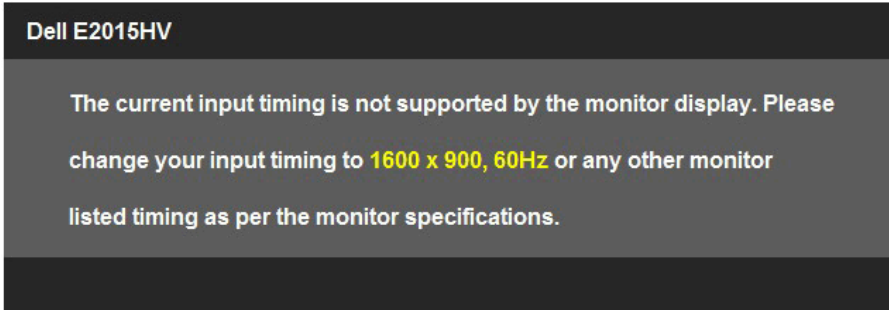 Dell E2015HV
The current input timing is not supported by the monitor display. Please
change your input timing to 1600 x 900, 60Hz or any other monitor
listed timing as per the monitor specifications.